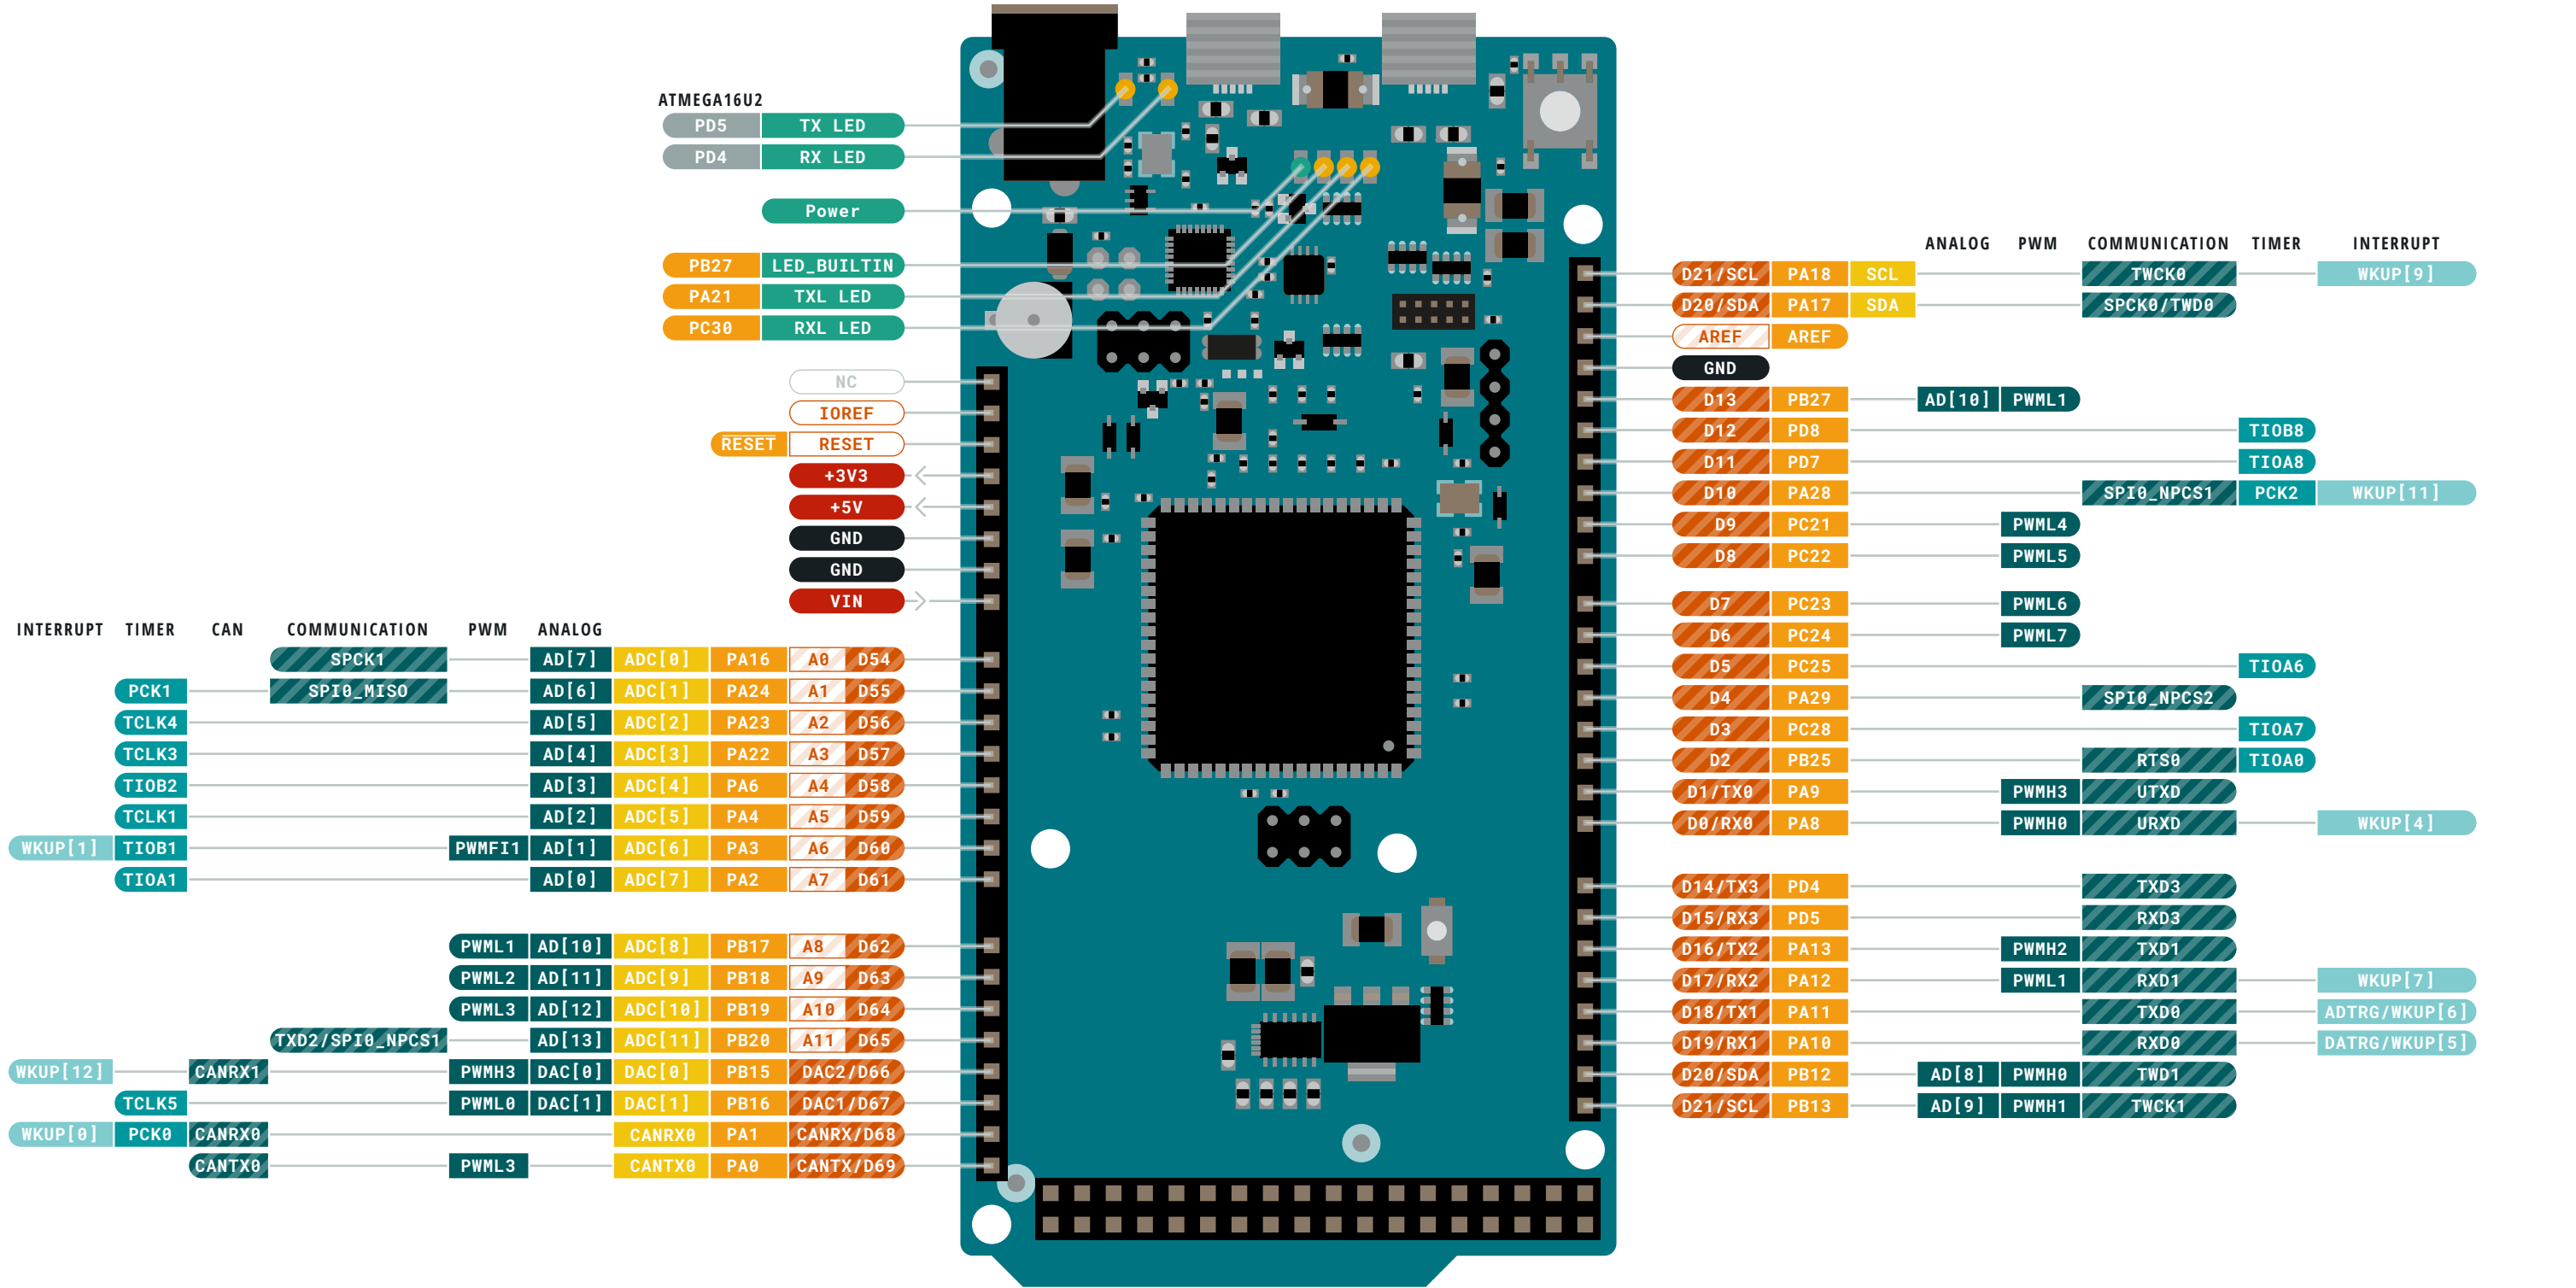 ATMEGA16U2
PD5 TX LED
PD4 RX LED
Power
PB27 LED_BUILTIN
PA21 TXL LED
PC30 RXL LED
NC
IOREF
RESET RESET
+3V3
+5V
GND
GND
VIN
INTERRUPT TIMER CAN COMMUNICATION PWM ANALOG
SPCK1 AD[7] ADC[0] PA16 A0 D54
PCK1 SPI0_MISO AD[6] ADC[1] PA24 A1 D55
TCLK4 AD[5] ADC[2] PA23 A2 D56
TCLK3 AD[4] ADC[3] PA22 A3 D57
TIOB2 AD[3] ADC[4] PA6 A4 D58
TCLK1 AD[2] ADC[5] PA4 A5 D59
WKUP[1] TIOB1 PWMFI1 AD[1] ADC[6] PA3 A6 D60
TIOA1 AD[0] ADC[7] PA2 A7 D61
PWML1 AD[10] ADC[8] PB17 A8 D62
PWML2 AD[11] ADC[9] PB18 A9 D63
PWML3 AD[12] ADC[10] PB19 A10 D64
TXD2/SPI0_NPCS1 AD[13] ADC[11] PB20 A11 D65
WKUP[12] CANRX1 PWMH3 DAC[0] DAC[0] PB15 DAC2/D66
TCLK5 PWML0 DAC[1] DAC[1] PB16 DAC1/D67
WKUP[0] PCK0 CANRX0 CANRX0 PA1 CANRX/D68
CANTX0 PWML3 CANTX0 PA0 CANTX/D69
ANALOG PWM COMMUNICATION TIMER INTERRUPT
D21/SCL PA18 SCL TWCK0 WKUP[9]
D20/SDA PA17 SDA SPCK0/TWD0
AREF AREF
GND
D13 PB27 AD[10] PWML1
D12 PD8 TIOB8
D11 PD7 TIOA8
D10 PA28 SPI0_NPCS1 PCK2 WKUP[11]
D9 PC21 PWML4
D8 PC22 PWML5
D7 PC23 PWML6
D6 PC24 PWML7
D5 PC25 TIOA6
D4 PA29 SPI0_NPCS2
D3 PC28 TIOA7
D2 PB25 RTS0 TIOA0
D1/TX0 PA9 PWMH3 UTXD
D0/RX0 PA8 PWMH0 URXD WKUP[4]
D14/TX3 PD4 TXD3
D15/RX3 PD5 RXD3
D16/TX2 PA13 PWMH2 TXD1
D17/RX2 PA12 PWML1 RXD1 WKUP[7]
D18/TX1 PA11 TXD0 ADTRG/WKUP[6]
D19/RX1 PA10 RXD0 DATRG/WKUP[5]
D20/SDA PB12 AD[8] PWMH0 TWD1
D21/SCL PB13 AD[9] PWMH1 TWCK1